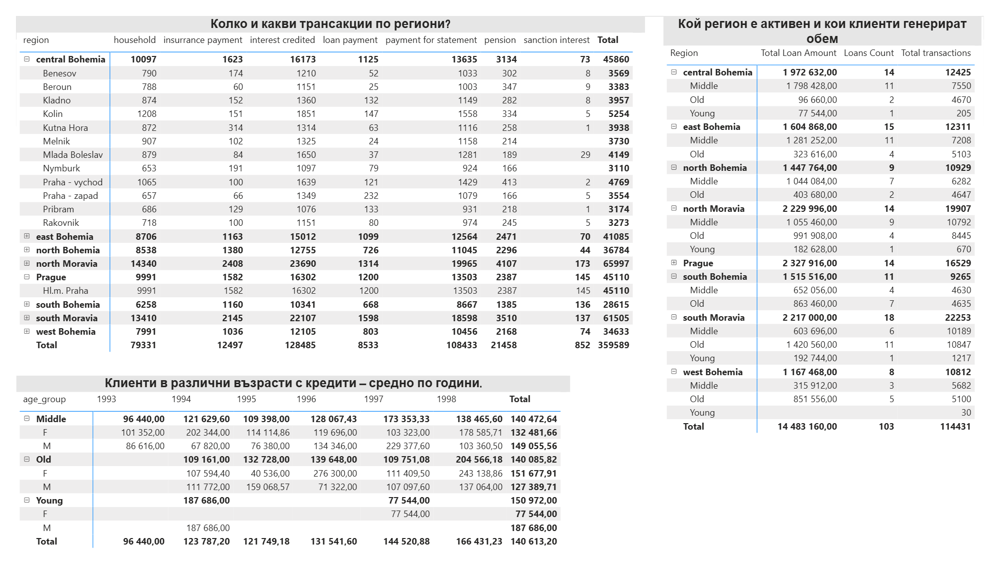 Колко и какви трансакции по региони?
region household insurrance payment interest credited loan payment payment for statement pension sanction interest Total
central Bohemia 10097 1623 16173 1125 13635 3134 73 45860
Benesov 790 174 1210 52 1033 302 8 3569
Beroun 788 60 1151 25 1003 347 9 3383
Kladno 874 152 1360 132 1149 282 8 3957
Kolin 1208 151 1851 147 1558 334 5 5254
Kutna Hora 872 314 1314 63 1116 258 1 3938
Melnik 907 102 1325 24 1158 214 3730
Mlada Boleslav 879 84 1650 37 1281 189 29 4149
Nymburk 653 191 1097 79 924 166 3110
Praha - vychod 1065 100 1639 121 1429 413 2 4769
Praha - zapad 657 66 1349 232 1079 166 5 3554
Pribram 686 129 1076 133 931 218 1 3174
Rakovnik 718 100 1151 80 974 245 5 3273
east Bohemia 8706 1163 15012 1099 12564 2471 70 41085
north Bohemia 8538 1380 12755 726 11045 2296 44 36784
north Moravia 14340 2408 23690 1314 19965 4107 173 65997
Prague 9991 1582 16302 1200 13503 2387 145 45110
Hl.m. Praha 9991 1582 16302 1200 13503 2387 145 45110
south Bohemia 6258 1160 10341 668 8667 1385 136 28615
south Moravia 13410 2145 22107 1598 18598 3510 137 61505
west Bohemia 7991 1036 12105 803 10456 2168 74 34633
Total 79331 12497 128485 8533 108433 21458 852 359589
Кой регион е активен и кои клиенти генерират
обем
Region Total Loan Amount Loans Count Total transactions
central Bohemia 1 972 632,00 14 12425
Middle 1 798 428,00 11 7550
Old 96 660,00 2 4670
Young 77 544,00 1 205
east Bohemia 1 604 868,00 15 12311
Middle 1 281 252,00 11 7208
Old 323 616,00 4 5103
north Bohemia 1 447 764,00 9 10929
Middle 1 044 084,00 7 6282
Old 403 680,00 2 4647
north Moravia 2 229 996,00 14 19907
Middle 1 055 460,00 9 10792
Old 991 908,00 4 8445
Young 182 628,00 1 670
Prague 2 327 916,00 14 16529
south Bohemia 1 515 516,00 11 9265
Middle 652 056,00 4 4630
Old 863 460,00 7 4635
south Moravia 2 217 000,00 18 22253
Middle 603 696,00 6 10189
Old 1 420 560,00 11 10847
Young 192 744,00 1 1217
west Bohemia 1 167 468,00 8 10812
Middle 315 912,00 3 5682
Old 851 556,00 5 5100
Young 30
Total 14 483 160,00 103 114431
Клиенти в различни възрасти с кредити – средно по години.
age_group 1993 1994 1995 1996 1997 1998 Total
Middle 96 440,00 121 629,60 109 398,00 128 067,43 173 353,33 138 465,60 140 472,64
F 101 352,00 202 344,00 114 114,86 119 696,00 103 323,00 178 585,71 132 481,66
M 86 616,00 67 820,00 76 380,00 134 346,00 229 377,60 103 360,50 149 055,56
Old 109 161,00 132 728,00 139 648,00 109 751,08 204 566,18 140 085,82
F 107 594,40 40 536,00 276 300,00 111 409,50 243 138,86 151 677,91
M 111 772,00 159 068,57 71 322,00 107 097,60 137 064,00 127 389,71
Young 187 686,00 77 544,00 150 972,00
F 77 544,00 77 544,00
M 187 686,00 187 686,00
Total 96 440,00 123 787,20 121 749,18 131 541,60 144 520,88 166 431,23 140 613,20